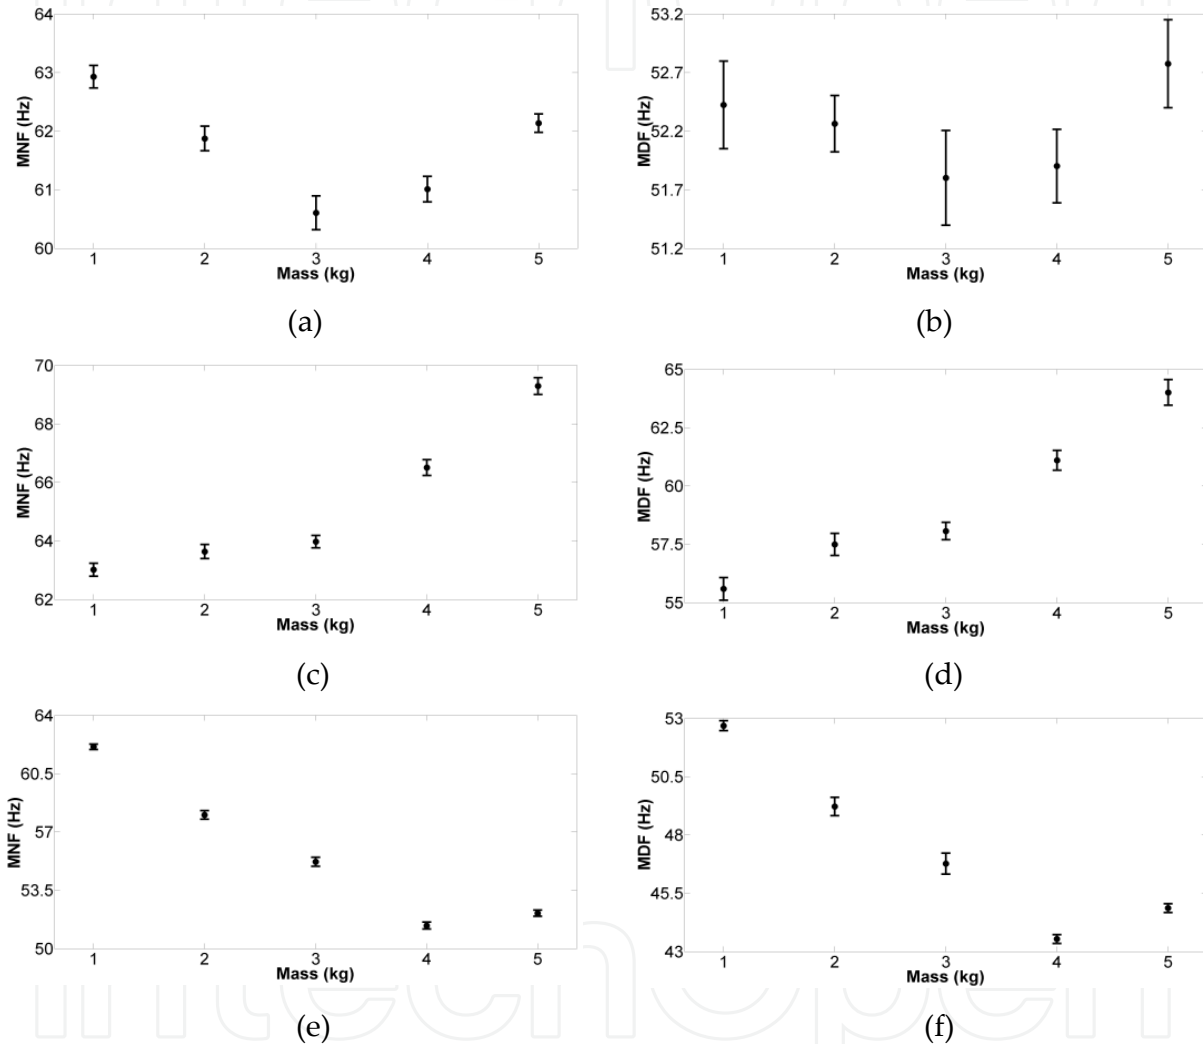 64
63
62
61
60
MNF (Hz)
1 2 3 4 5
Mass (kg)
(a)
53.2
52.7
52.2
51.7
51.2
MDF (Hz)
1 2 3 4 5
Mass (kg)
(b)
70
68
66
64
62
MNF (Hz)
1 2 3 4 5
Mass (kg)
(c)
65
62.5
60
57.5
55
MDF (Hz)
1 2 3 4 5
Mass (kg)
(d)
64
60.5
57
53.5
50
MNF (Hz)
1 2 3 4 5
Mass (kg)
(e)
53
50.5
48
45.5
43
MDF (Hz)
1 2 3 4 5
Mass (kg)
(f)
intechopen